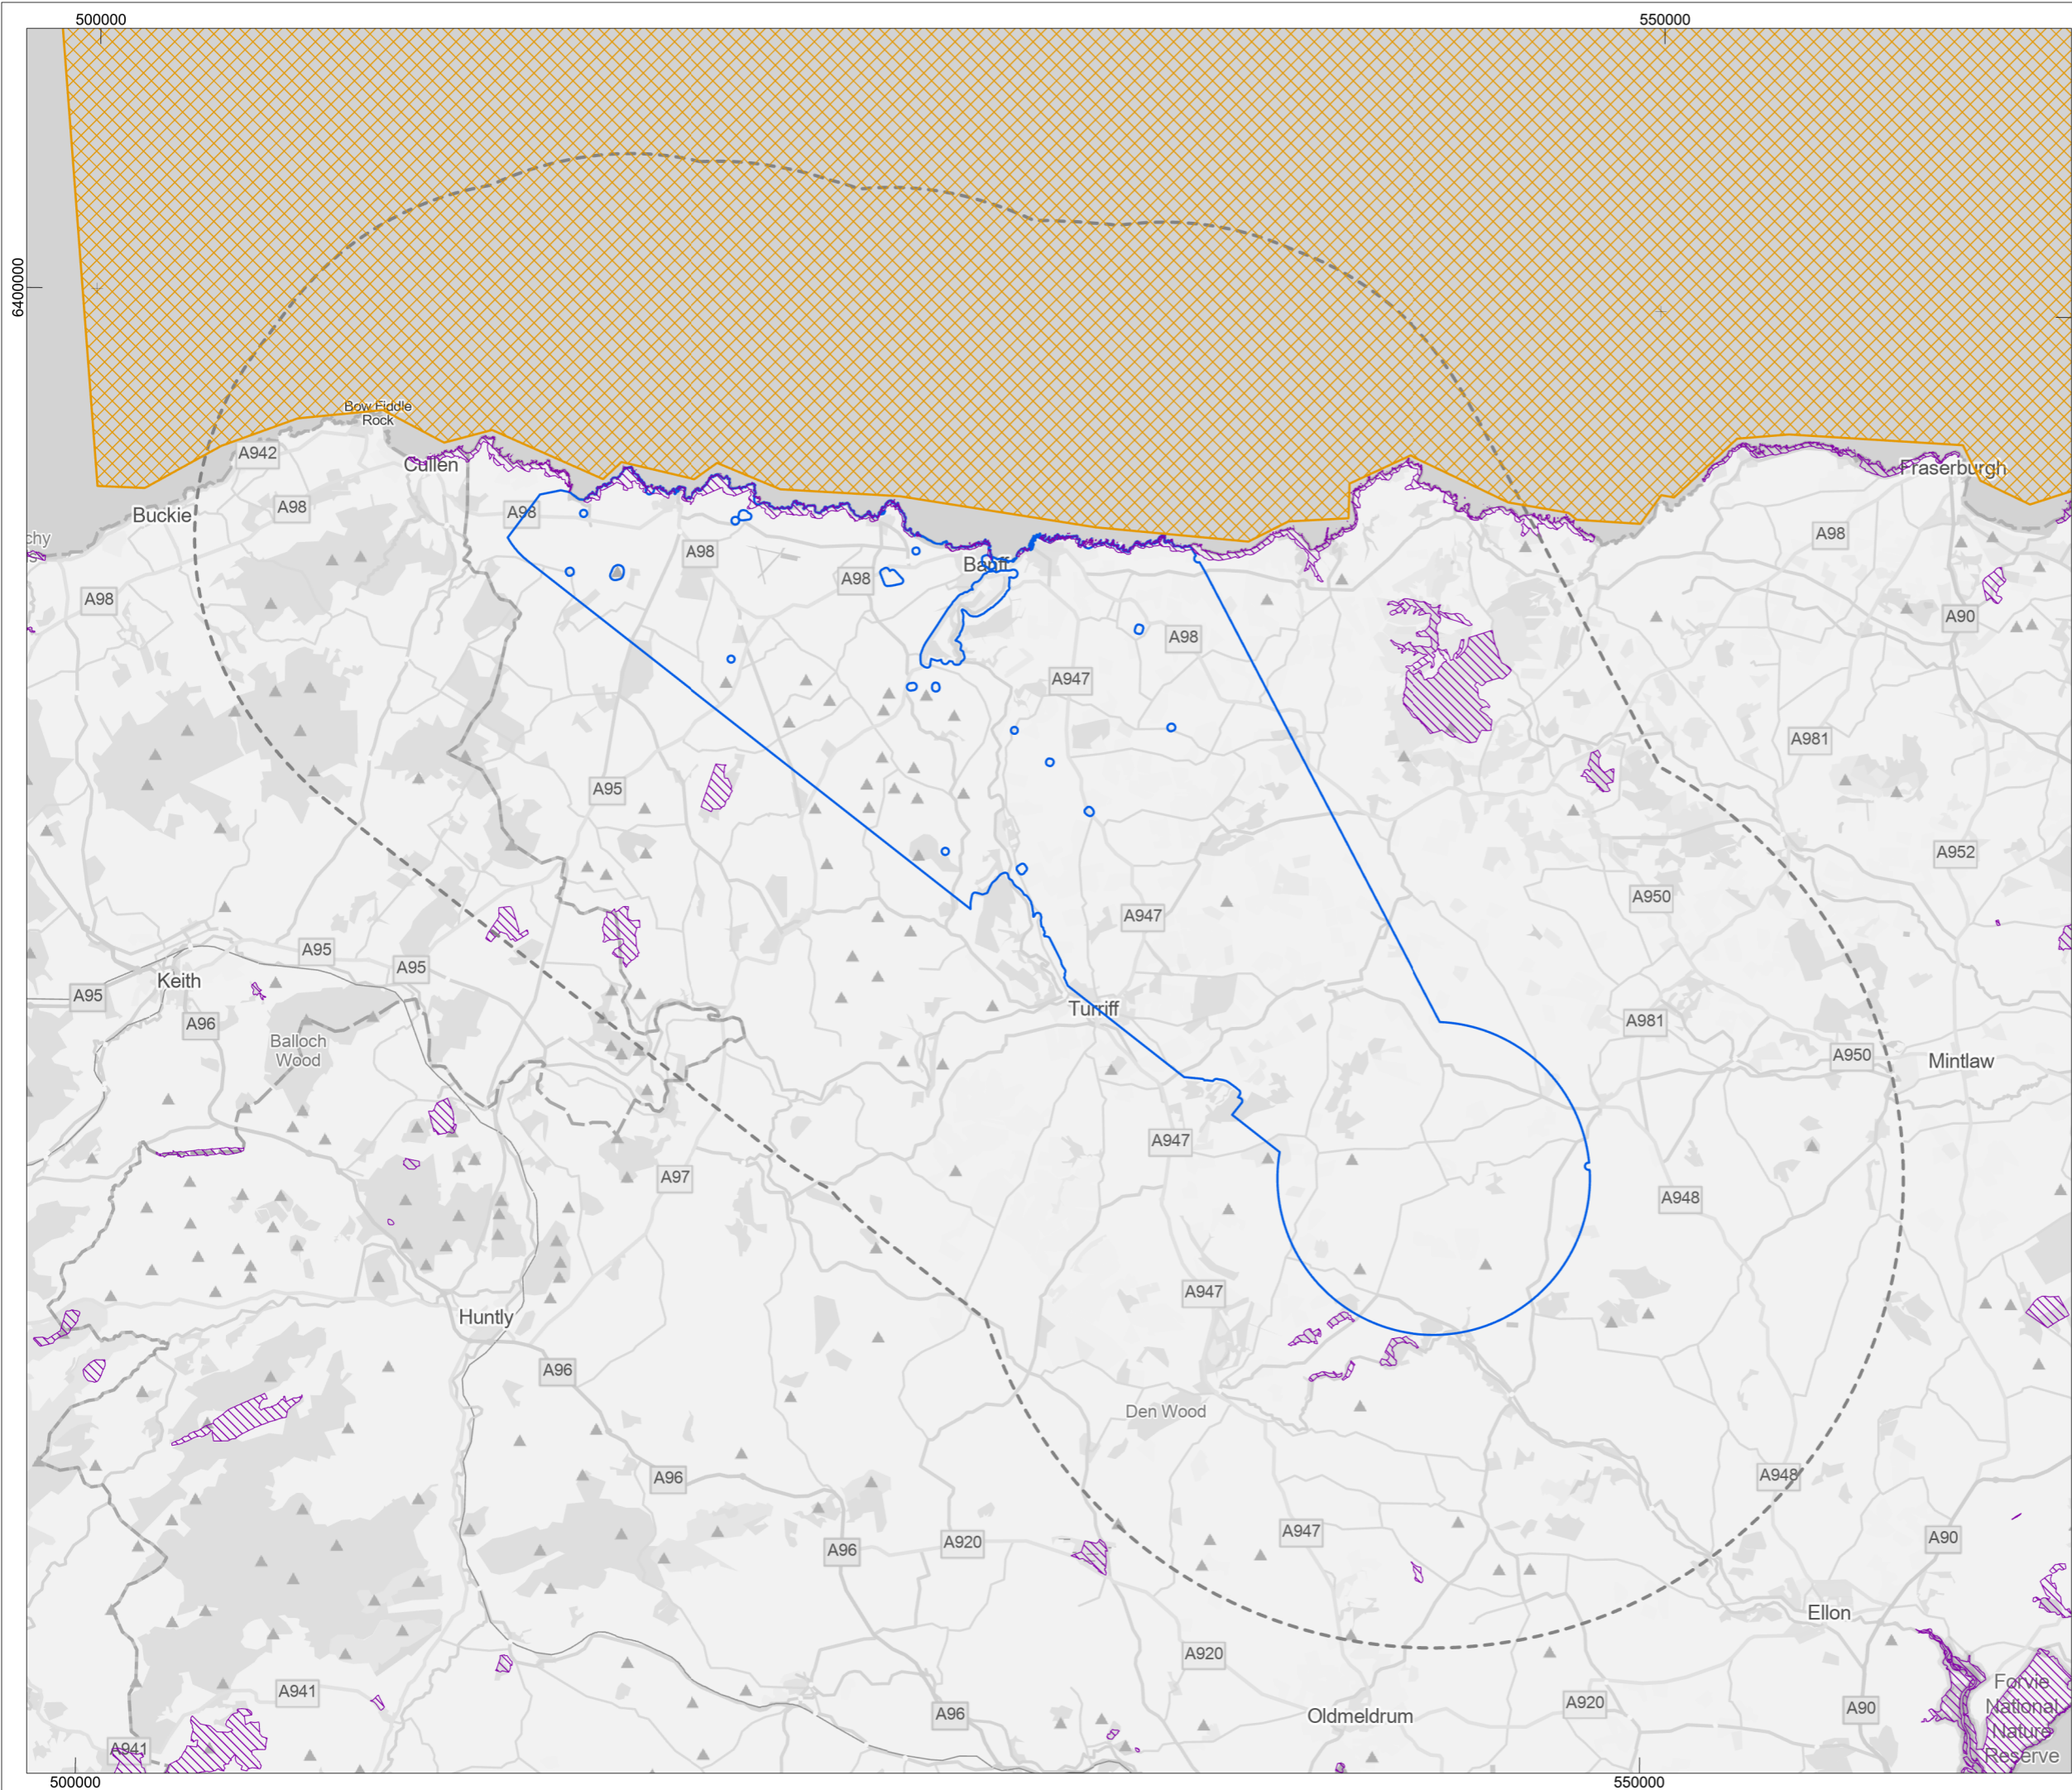 500000
550000
6400000
Bow Fiddle
Rock
A942
Cullen
Fraserburgh
A98
A98
Buckie
A98
chy
A98
Banff
A98
A98
A90
A98
A947
A981
A95
A952
A950
A947
A95
A95
Keith
A95
Turriff
A96
A981
Balloch
Wood
A950
Mintlaw
A947
A97
A948
A947
Huntly
A96
Den Wood
A96
A948
A947
A90
A920
A96
Ellon
A920
Forvie
National
Nature
Reserve
A941
A920
A90
A96
Oldmeldrum
A941
500000
550000